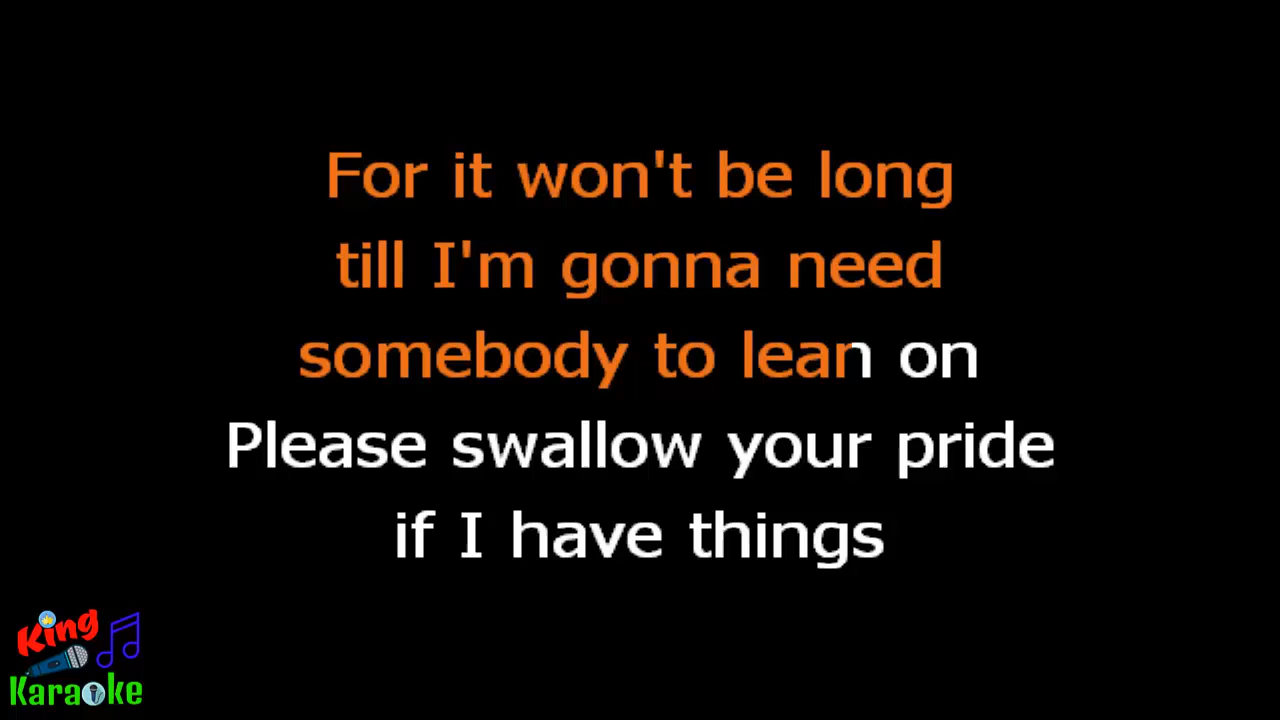 For it won't be long
till I'm gonna need
somebody to lean on
Please swallow your pride
if I have things
King
Karaoke